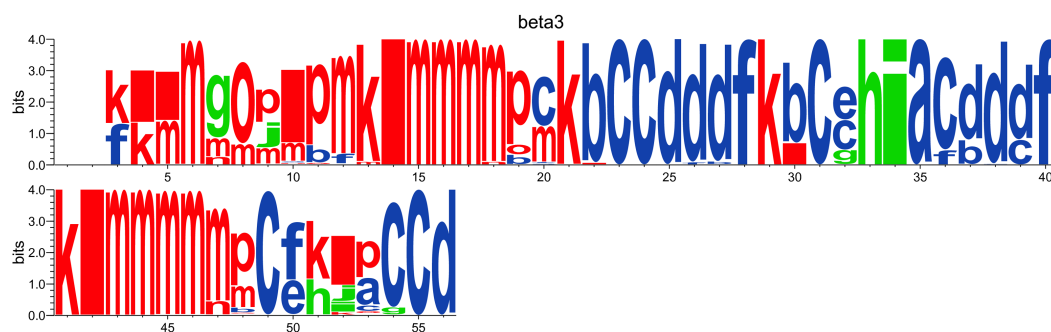 beta3
bits
4.0
3.0
2.0
1.0
0.0
k m g o p p m k m m m m p c k b C C d d d f k b C e h i a c d d d f
f k m m m j m b f o m c f b c
n m b g
5 10 15 20 25 30 35 40
bits
4.0
3.0
2.0
1.0
0.0
k m m m m m p C f k p C C d
n m e h j a g
b i c
45 50 55